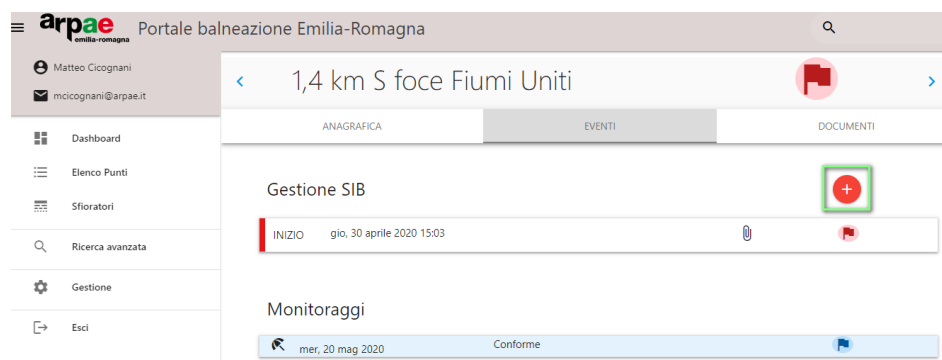 arpae
emilia-romagna
Portale balneazione Emilia-Romagna
Matteo Cicognani
mcicognani@arpae.it
Dashboard
Elenco Punti
Sfioratori
Ricerca avanzata
Gestione
Esci
1,4 km S foce Fiumi Uniti
ANAGRAFICA EVENTI DOCUMENTI
Gestione SIB
INIZIO gio, 30 aprile 2020 15:03
Monitoraggi
mer, 20 mag 2020 Conforme